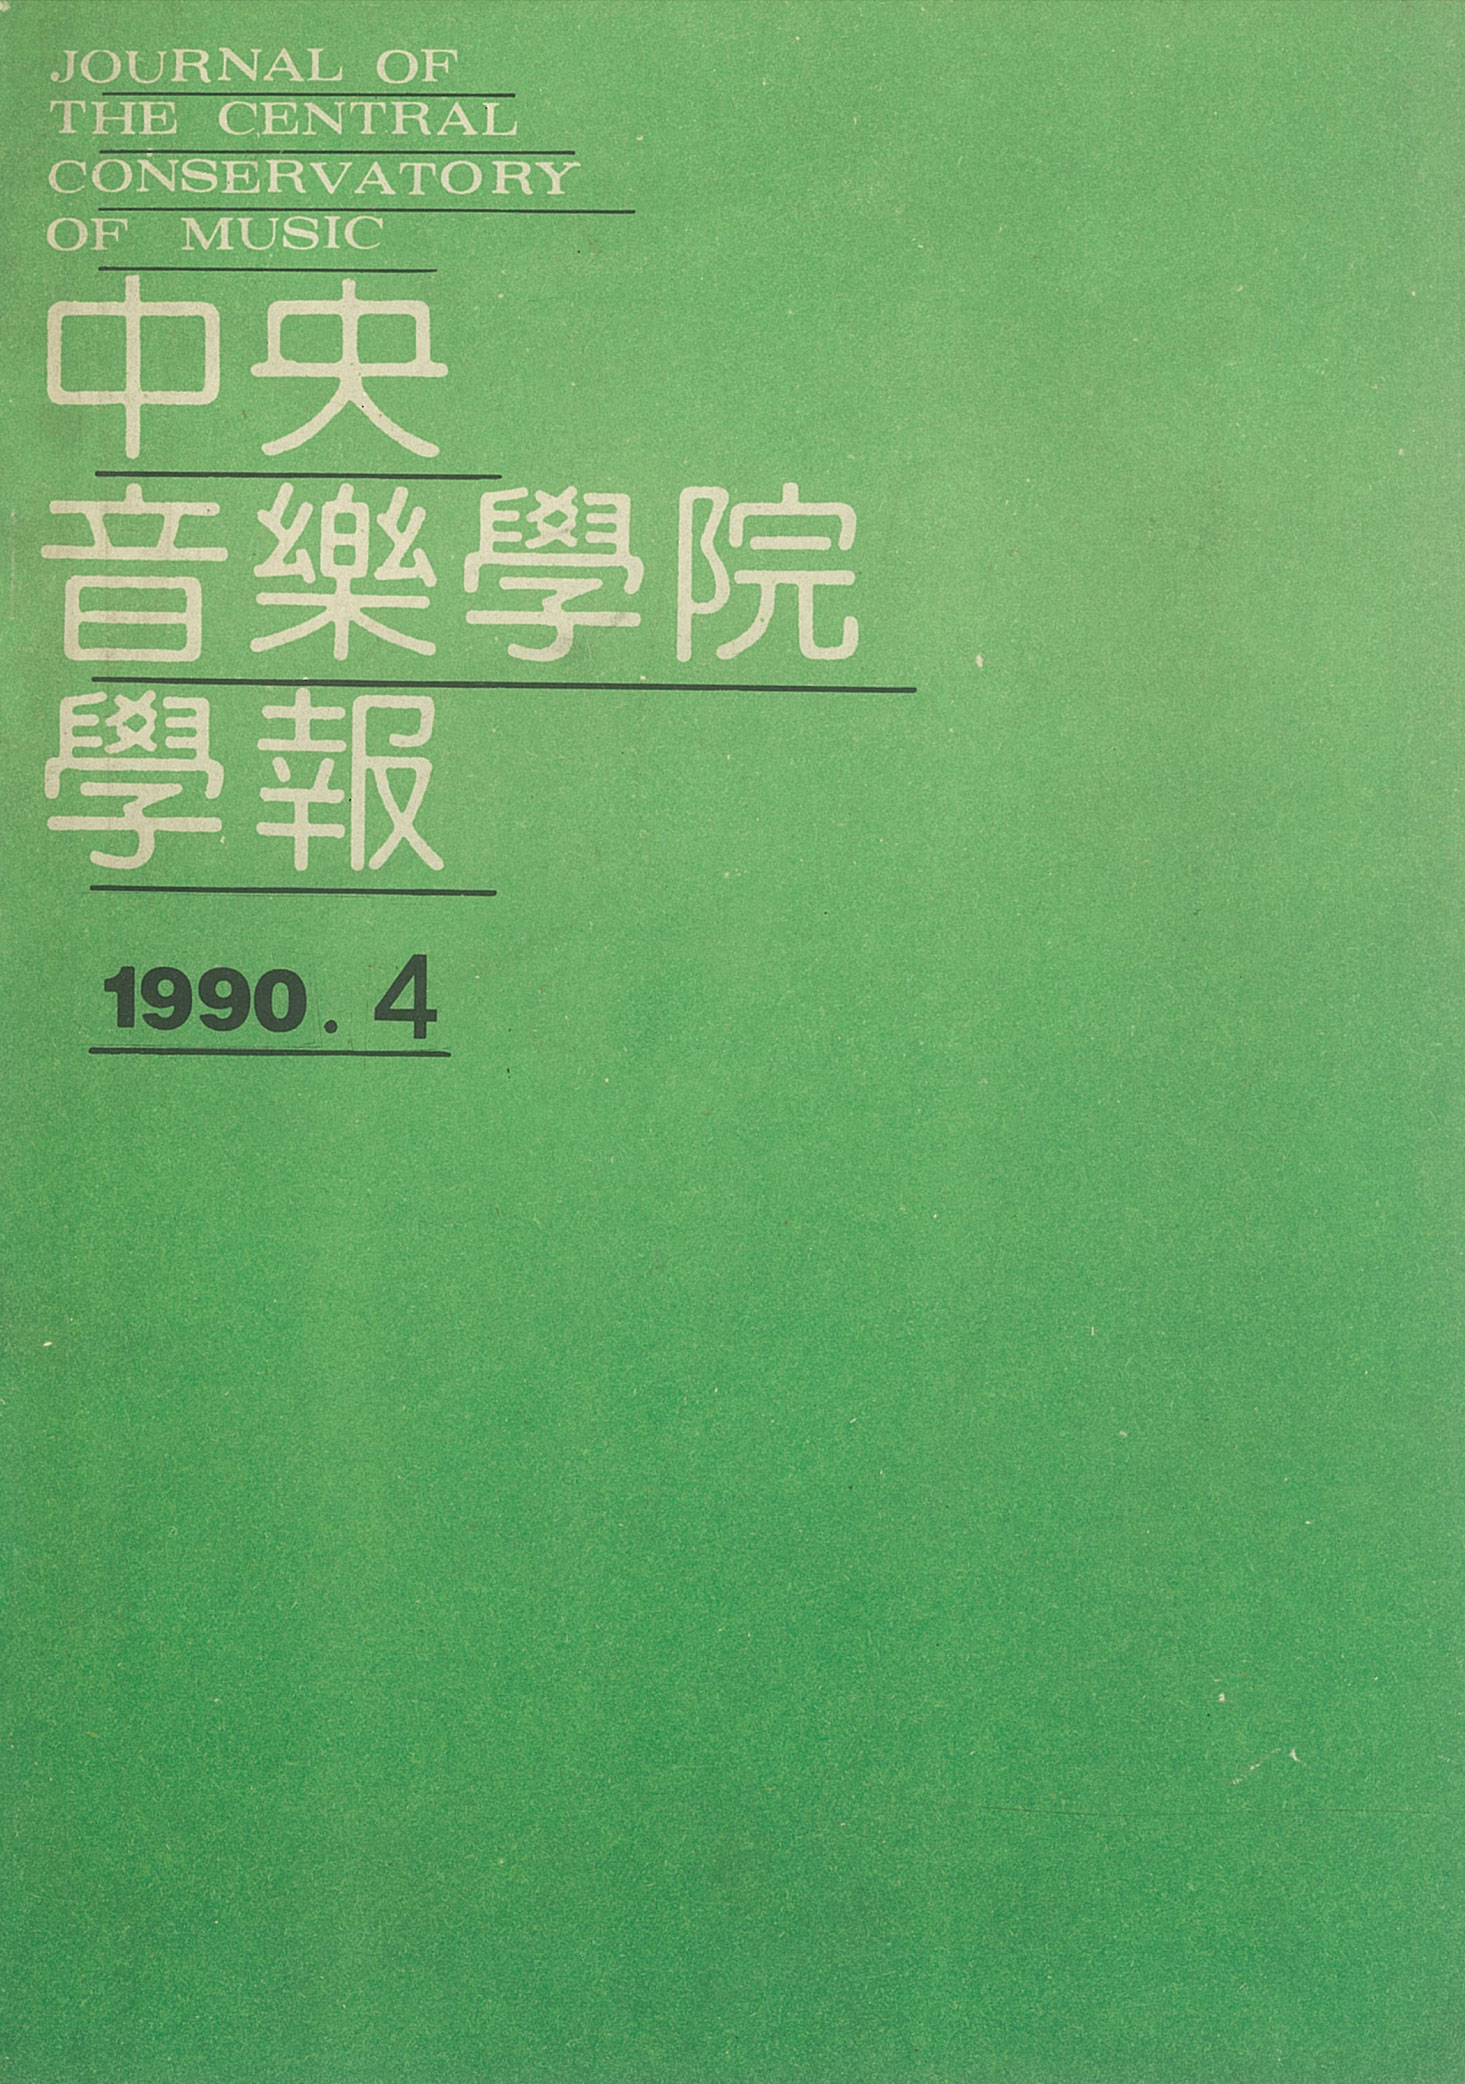 JOURNAL OF
THE CENTRAL
CONSERVATORY
OF MUSIC
中央
音樂學院
學報
1990.4